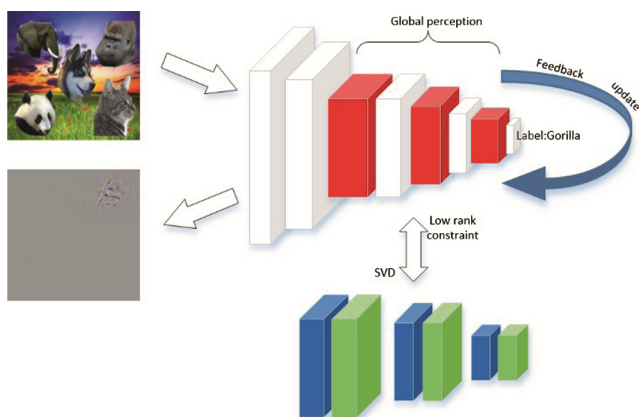 Global perception
Feedback
update
Label:Gorilla
Low rank
constraint
SVD